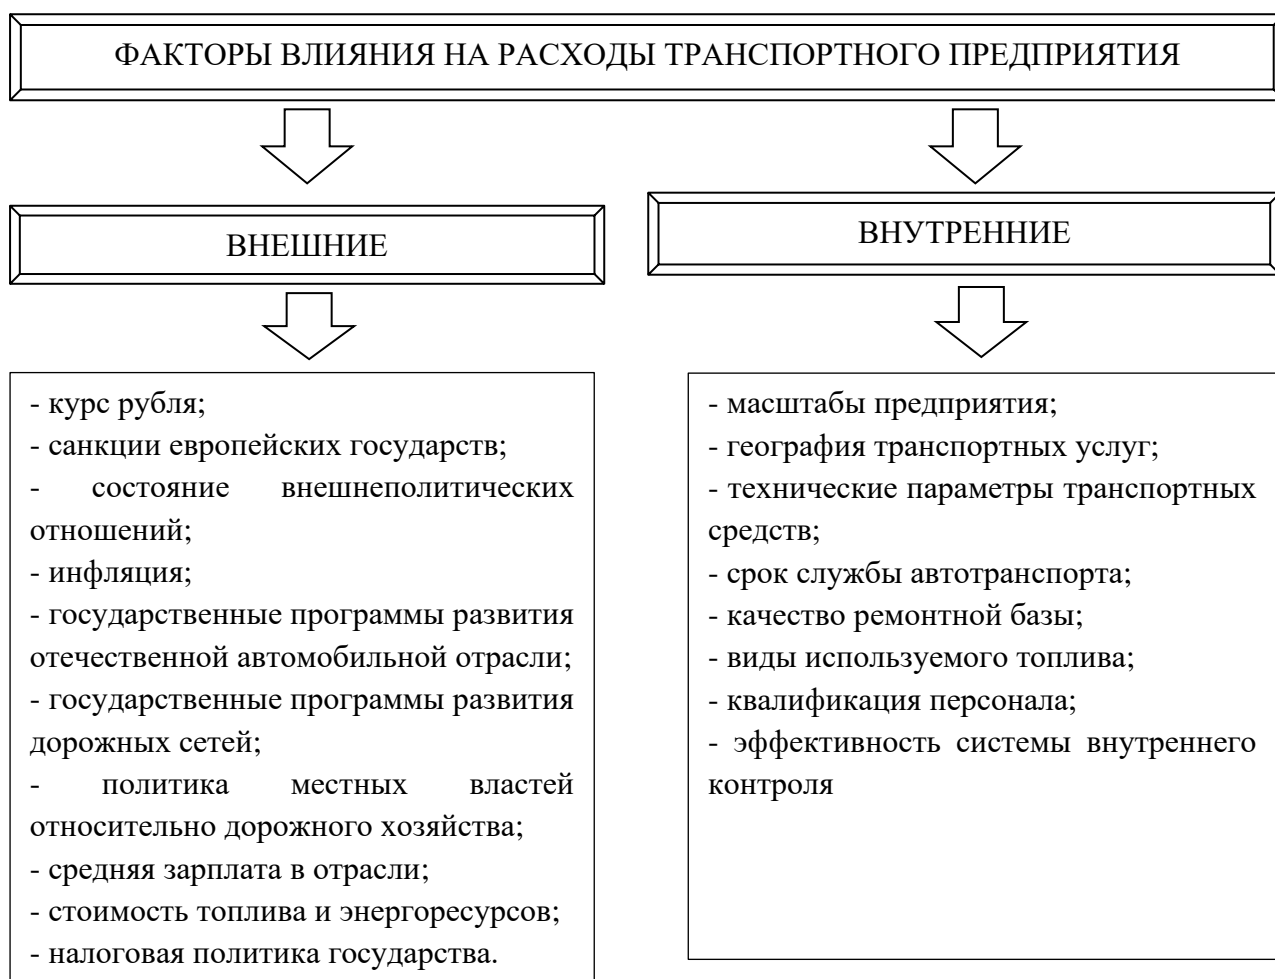 ФАКТОРЫ ВЛИЯНИЯ НА РАСХОДЫ ТРАНСПОРТНОГО ПРЕДПРИЯТИЯ
ВНЕШНИЕ
- курс рубля;
- санкции европейских государств;
- состояние внешнеполитических
отношений;
- инфляция;
- государственные программы развития
отечественной автомобильной отрасли;
- государственные программы развития
дорожных сетей;
- политика местных властей
относительно дорожного хозяйства;
- средняя зарплата в отрасли;
- стоимость топлива и энергоресурсов;
- налоговая политика государства.
ВНУТРЕННИЕ
- масштабы предприятия;
- география транспортных услуг;
- технические параметры транспортных
средств;
- срок службы автотранспорта;
- качество ремонтной базы;
- виды используемого топлива;
- квалификация персонала;
- эффективность системы внутреннего
контроля